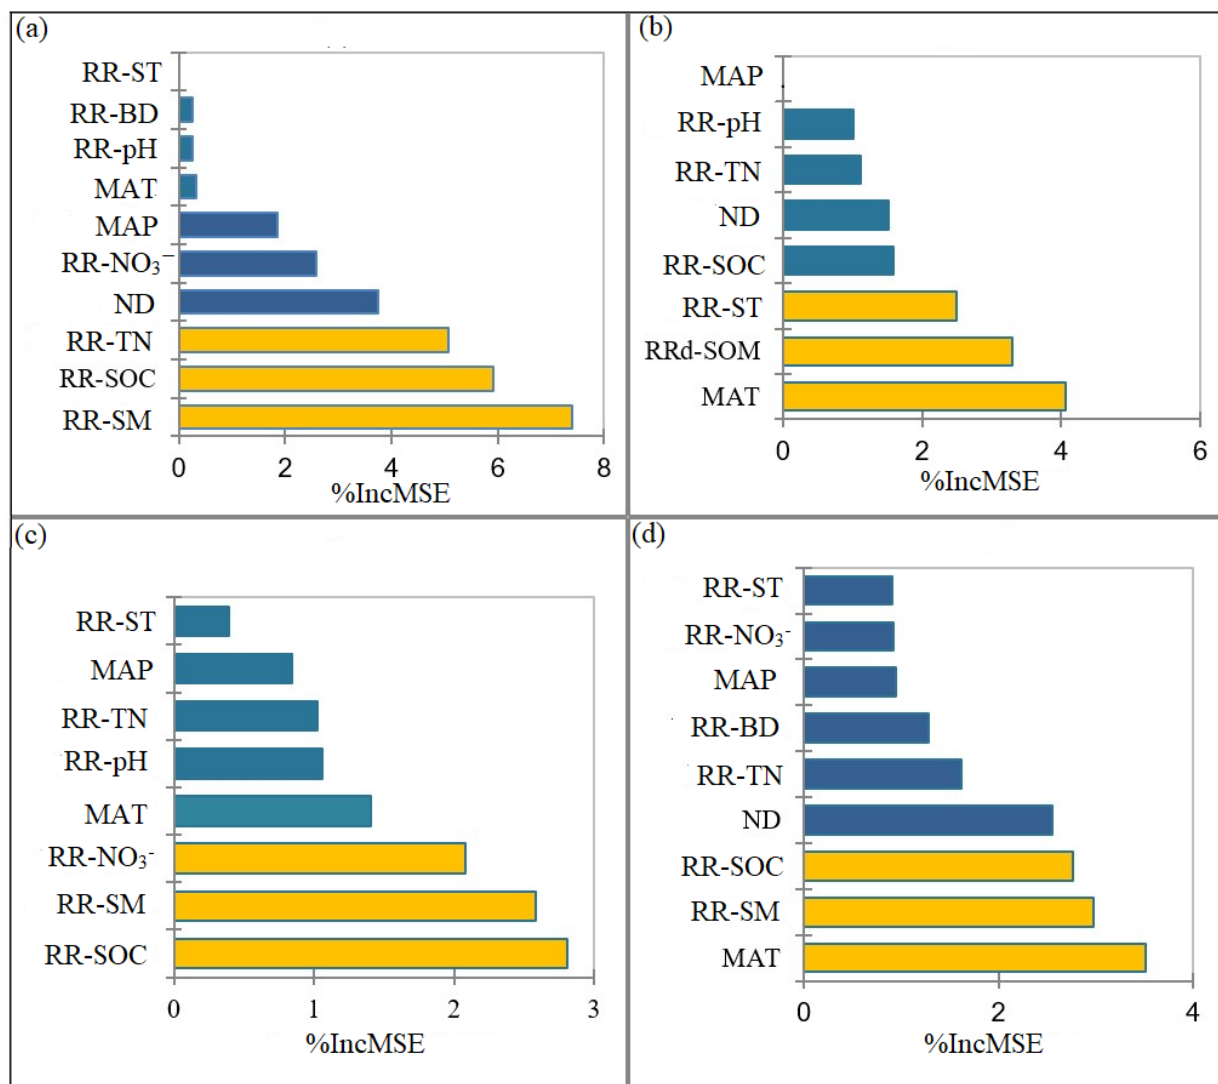 (a)
RR-ST
RR-BD
RR-pH
MAT
MAP
RR-NO₃⁻
ND
RR-TN
RR-SOC
RR-SM
0 2 4 6 8
%IncMSE
(b)
MAP
RR-pH
RR-TN
ND
RR-SOC
RR-ST
RRd-SOM
MAT
0 2 4 6
%IncMSE
(c)
RR-ST
MAP
RR-TN
RR-pH
MAT
RR-NO₃⁻
RR-SM
RR-SOC
0 1 2 3
%IncMSE
(d)
RR-ST
RR-NO₃⁻
MAP
RR-BD
RR-TN
ND
RR-SOC
RR-SM
MAT
0 2 4
%IncMSE